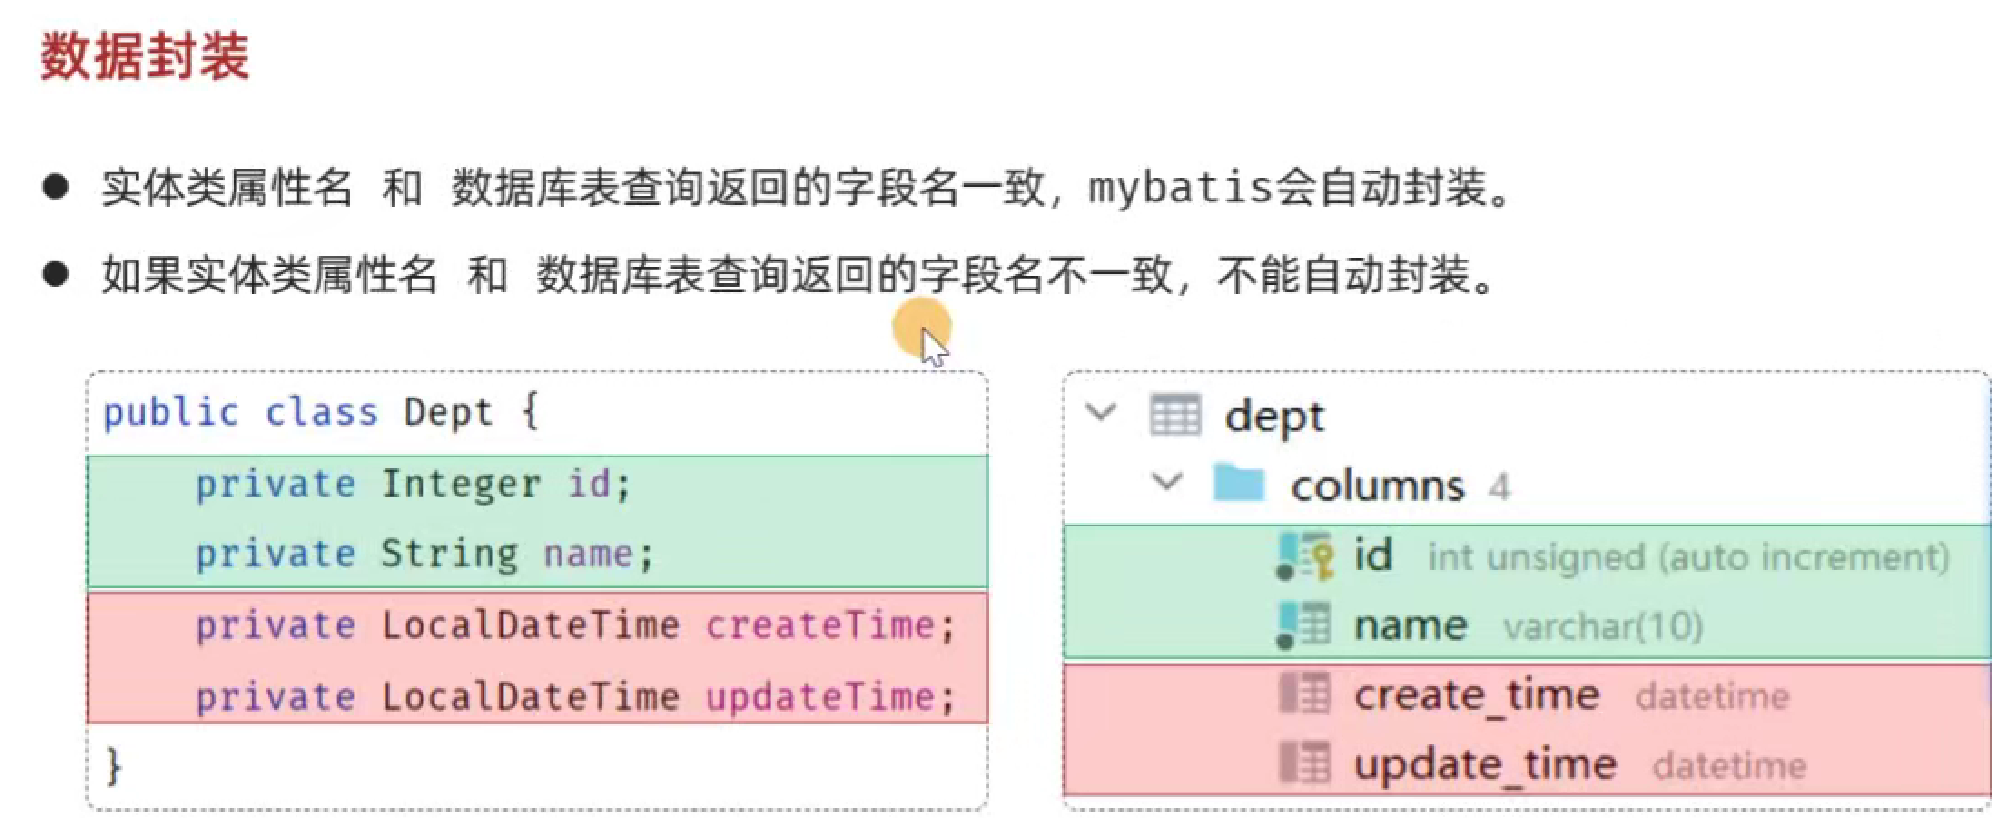 数据封装
● 实体类属性名 和 数据库表查询返回的字段名一致，mybatis会自动封装。
● 如果实体类属性名 和 数据库表查询返回的字段名不一致，不能自动封装。
public class Dept {
private Integer id;
private String name;
private LocalDateTime createTime;
private LocalDateTime updateTime;
}
dept
columns 4
id int unsigned (auto increment)
name varchar(10)
create_time datetime
update_time datetime